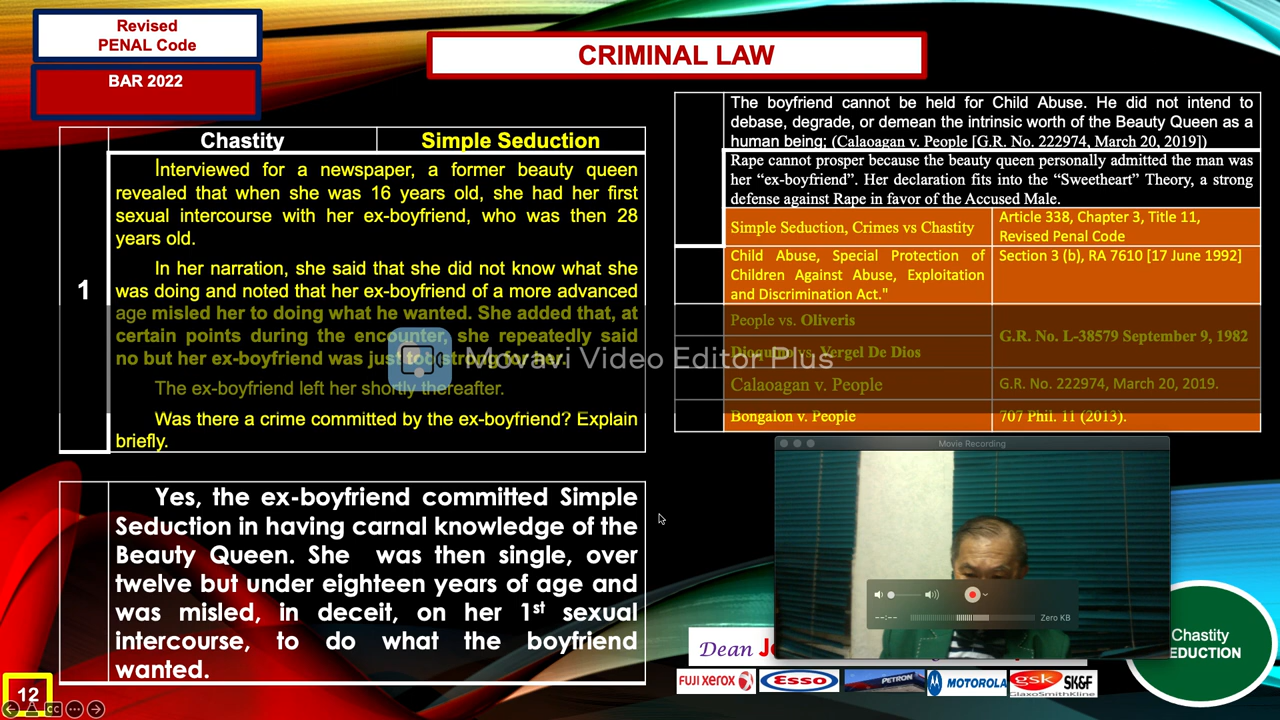 Revised
PENAL Code
BAR 2022
CRIMINAL LAW
Chastity
Simple Seduction
1
Interviewed for a newspaper, a former beauty queen
revealed that when she was 16 years old, she had her first
sexual intercourse with her ex-boyfriend, who was then 28
years old.
In her narration, she said that she did not know what she
was doing and noted that her ex-boyfriend of a more advanced
age misled her to doing what he wanted. She added that, at
certain points during the encounter, she repeatedly said
no but her ex-boyfriend was just too strong for her.
The ex-boyfriend left her shortly thereafter.
Was there a crime committed by the ex-boyfriend? Explain
briefly.
Yes, the ex-boyfriend committed Simple
Seduction in having carnal knowledge of the
Beauty Queen. She was then single, over
twelve but under eighteen years of age and
was misled, in deceit, on her 1st sexual
intercourse, to do what the boyfriend
wanted.
The boyfriend cannot be held for Child Abuse. He did not intend to
debase, degrade, or demean the intrinsic worth of the Beauty Queen as a
human being; (Calaoagan v. People [G.R. No. 222974, March 20, 2019])
Rape cannot prosper because the beauty queen personally admitted the man was
her “ex-boyfriend”. Her declaration fits into the “Sweetheart” Theory, a strong
defense against Rape in favor of the Accused Male.
Simple Seduction, Crimes vs Chastity
Article 338, Chapter 3, Title 11,
Revised Penal Code
Child Abuse, Special Protection of
Children Against Abuse, Exploitation
and Discrimination Act."
Section 3 (b), RA 7610 [17 June 1992]
People vs. Oliveris
G.R. No. L-38579 September 9, 1982
Dioquino vs. Vergel De Dios
Calaoagan v. People
G.R. No. 222974, March 20, 2019.
Bongalon v. People
707 Phil. 11 (2013).
Movavi Video Editor Plus
Movie Recording
--:--
Zero KB
Dean
Chastity
EDUCTION
FUJI XEROX
ESSO
PETRON
MOTOROLA
gsk
GlaxoSmithKline
SK&F
12
CC